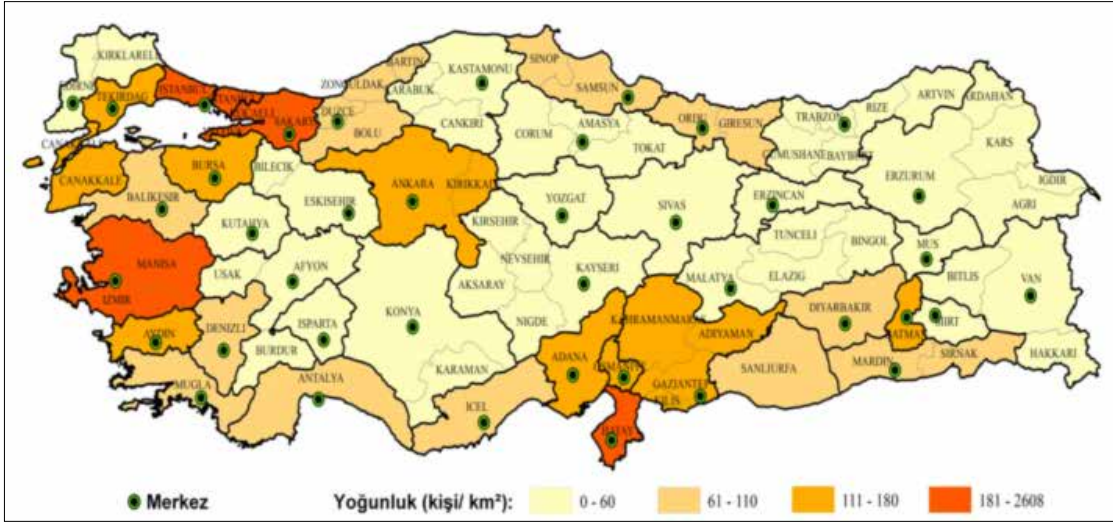 KIRKLARELI
EDIRNE
TEKIRDAG
ISTANBUL
KOCAELI
SAKARYA
DUZCE
ZONGULDAK
BARTIN
KARABUK
KASTAMONU
SINOP
SAMSUN
BOLU
CANKIRI
CORUM
AMASYA
TOKAT
ORDU
GIRESUN
TRABZON
RIZE
ARTVIN
ARDAHAN
KARS
GUMUSHANE
BAYBURT
ERZURUM
IGDIR
AGRI
CANAKKALE
CANAKKALE
BURSA
BILECIK
BALIKESIR
ANKARA
KIRIKKALE
ESKISEHIR
KUTAHYA
YOZGAT
SIVAS
ERZINCAN
KIRSEHIR
TUNCELI
BINGOL
MUS
MANISA
USAK
AFYON
NEVSEHIR
KAYSERI
AKSARAY
MALATYA
ELAZIG
BITLIS
VAN
IZMIR
AYDIN
DENIZLI
ISPARTA
BURDUR
KONYA
NIGDE
KAHRAMANMARAS
ADIYAMAN
DIYARBAKIR
BATMAN
SIIRT
MUGLA
ANTALYA
KARAMAN
ICEL
ADANA
OSMANIYE
GAZIANTEP
KILIS
SANLIURFA
MARDIN
SIRNAK
HAKKARI
HATAY
Merkez Yoğunluk (kişi/ km²): 0 - 60 61 - 110 111 - 180 181 - 2608